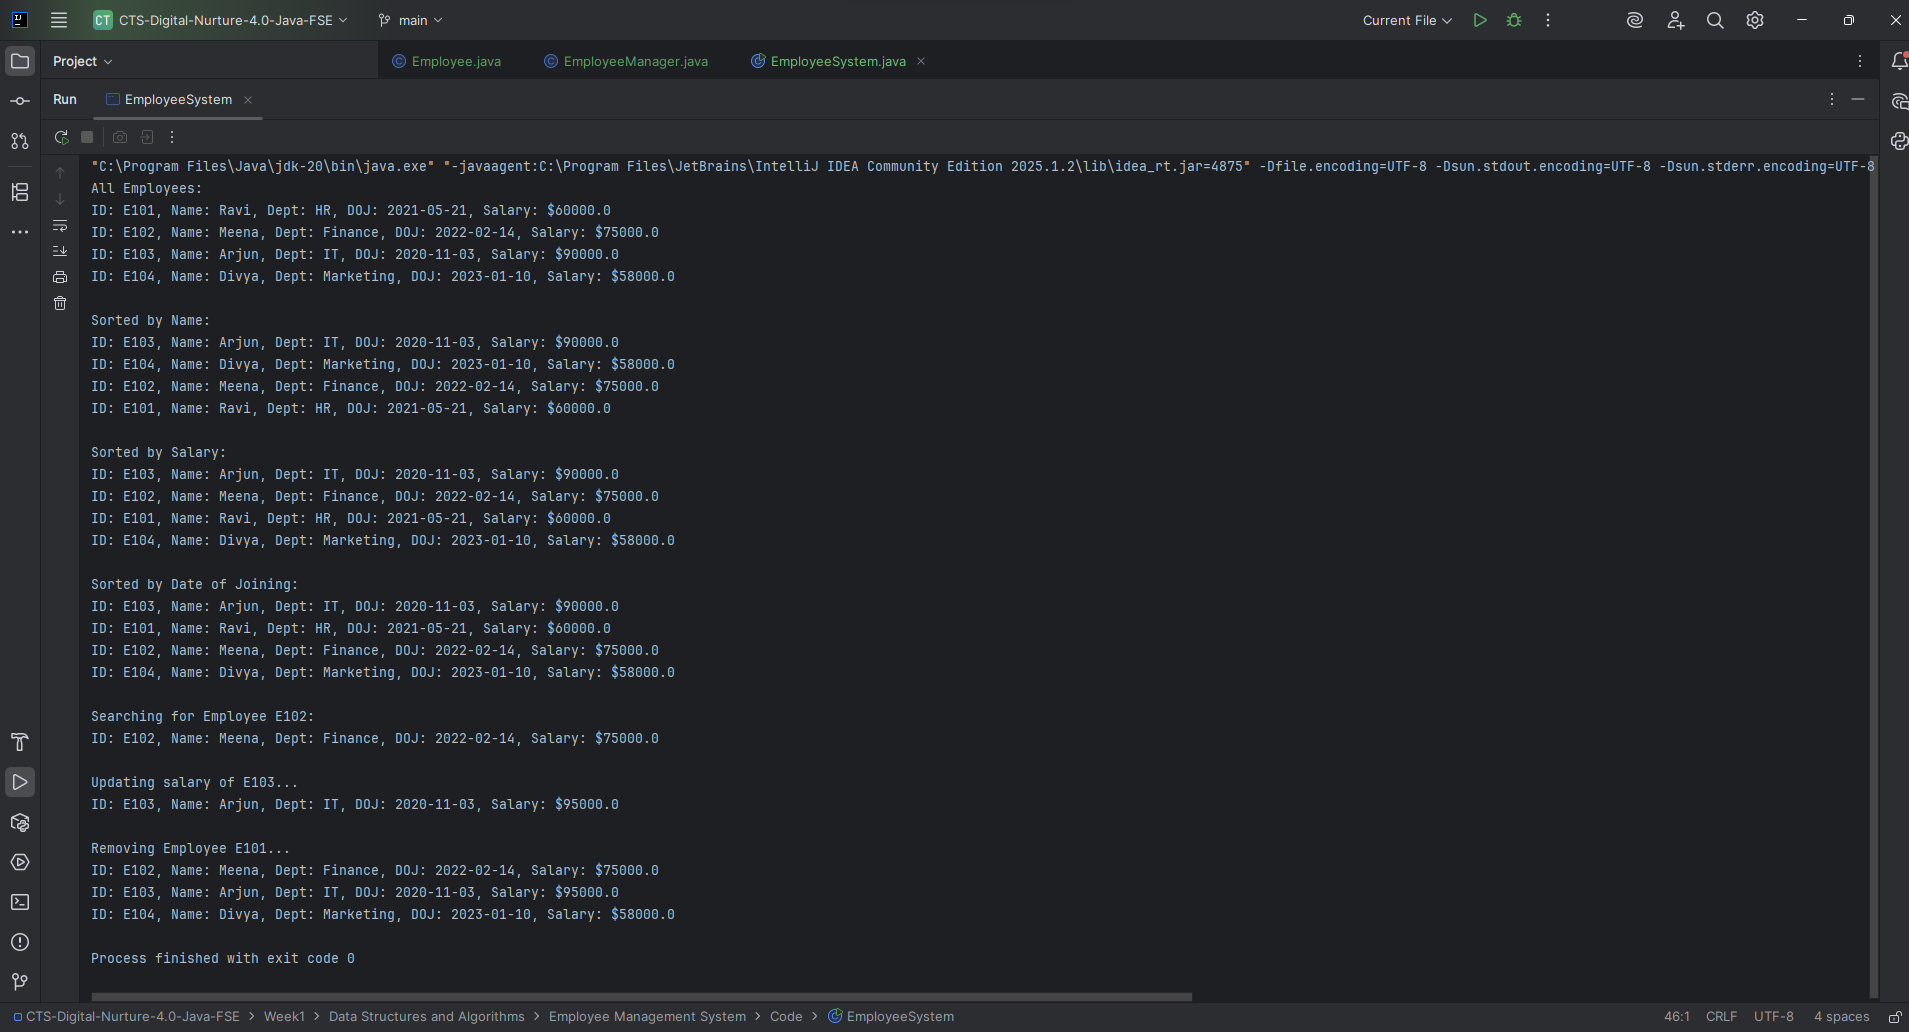 CT CTS-Digital-Nurture-4.0-Java-FSE main Current File
Project Employee.java EmployeeManager.java EmployeeSystem.java
Run EmployeeSystem
"C:\Program Files\Java\jdk-20\bin\java.exe" "-javaagent:C:\Program Files\JetBrains\IntelliJ IDEA Community Edition 2025.1.2\lib\idea_rt.jar=4875" -Dfile.encoding=UTF-8 -Dsun.stdout.encoding=UTF-8 -Dsun.stderr.encoding=UTF-8
All Employees:
ID: E101, Name: Ravi, Dept: HR, DOJ: 2021-05-21, Salary: $60000.0
ID: E102, Name: Meena, Dept: Finance, DOJ: 2022-02-14, Salary: $75000.0
ID: E103, Name: Arjun, Dept: IT, DOJ: 2020-11-03, Salary: $90000.0
ID: E104, Name: Divya, Dept: Marketing, DOJ: 2023-01-10, Salary: $58000.0
Sorted by Name:
ID: E103, Name: Arjun, Dept: IT, DOJ: 2020-11-03, Salary: $90000.0
ID: E104, Name: Divya, Dept: Marketing, DOJ: 2023-01-10, Salary: $58000.0
ID: E102, Name: Meena, Dept: Finance, DOJ: 2022-02-14, Salary: $75000.0
ID: E101, Name: Ravi, Dept: HR, DOJ: 2021-05-21, Salary: $60000.0
Sorted by Salary:
ID: E103, Name: Arjun, Dept: IT, DOJ: 2020-11-03, Salary: $90000.0
ID: E102, Name: Meena, Dept: Finance, DOJ: 2022-02-14, Salary: $75000.0
ID: E101, Name: Ravi, Dept: HR, DOJ: 2021-05-21, Salary: $60000.0
ID: E104, Name: Divya, Dept: Marketing, DOJ: 2023-01-10, Salary: $58000.0
Sorted by Date of Joining:
ID: E103, Name: Arjun, Dept: IT, DOJ: 2020-11-03, Salary: $90000.0
ID: E101, Name: Ravi, Dept: HR, DOJ: 2021-05-21, Salary: $60000.0
ID: E102, Name: Meena, Dept: Finance, DOJ: 2022-02-14, Salary: $75000.0
ID: E104, Name: Divya, Dept: Marketing, DOJ: 2023-01-10, Salary: $58000.0
Searching for Employee E102:
ID: E102, Name: Meena, Dept: Finance, DOJ: 2022-02-14, Salary: $75000.0
Updating salary of E103...
ID: E103, Name: Arjun, Dept: IT, DOJ: 2020-11-03, Salary: $95000.0
Removing Employee E101...
ID: E102, Name: Meena, Dept: Finance, DOJ: 2022-02-14, Salary: $75000.0
ID: E103, Name: Arjun, Dept: IT, DOJ: 2020-11-03, Salary: $95000.0
ID: E104, Name: Divya, Dept: Marketing, DOJ: 2023-01-10, Salary: $58000.0
Process finished with exit code 0
CTS-Digital-Nurture-4.0-Java-FSE > Week1 > Data Structures and Algorithms > Employee Management System > Code > EmployeeSystem 46:1 CRLF UTF-8 4 spaces